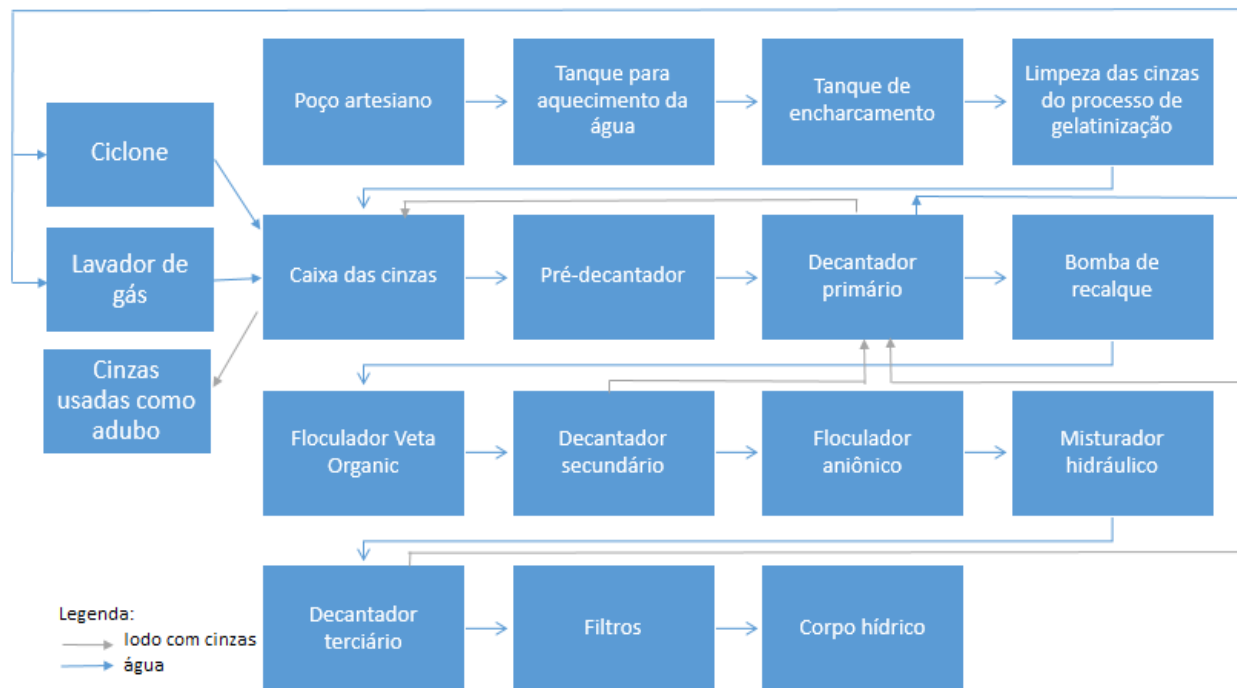 Poço artesiano
Tanque para
aquecimento da
água
Tanque de
encharcamento
Limpeza das cinzas
do processo de
gelatinização
Ciclone
Lavador de
gás
Caixa das cinzas
Pré-decantador
Decantador
primário
Bomba de
recalque
Cinzas
usadas como
adubo
Floculador Veta
Organic
Decantador
secundário
Floculador
aniônico
Misturador
hidráulico
Decantador
terciário
Filtros
Corpo hídrico
Legenda:
lodo com cinzas
água